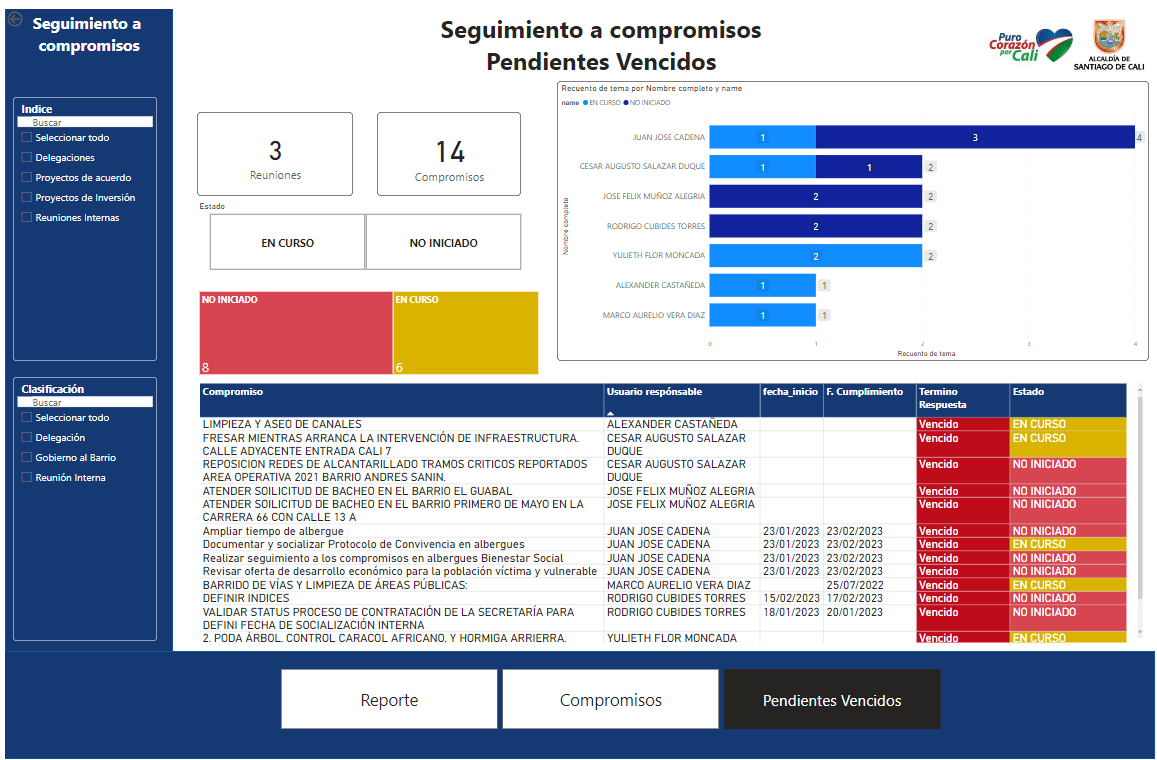 Seguimiento a
compromisos
Seguimiento a compromisos
Pendientes Vencidos
Puro
Corazón
por Cali
ALCALDÍA DE
SANTIAGO DE CALI
Indice
Buscar
Seleccionar todo
Delegaciones
Proyectos de acuerdo
Proyectos de Inversión
Reuniones Internas
Clasificación
Buscar
Seleccionar todo
Delegación
Gobierno al Barrio
Reunión Interna
3
Reuniones
14
Compromisos
Estado
EN CURSO
NO INICIADO
NO INICIADO
8
EN CURSO
6
Recuento de tema por Nombre completo y name
name EN CURSO NO INICIADO
Nombre completo
JUAN JOSE CADENA 1 3 4
CESAR AUGUSTO SALAZAR DUQUE 1 1 2
JOSE FELIX MUÑOZ ALEGRIA 2 2
RODRIGO CUBIDES TORRES 2 2
YULIETH FLOR MONCADA 2 2
ALEXANDER CASTAÑEDA 1 1
MARCO AURELIO VERA DIAZ 1 1
0 1 2 3 4
Recuento de tema
Compromiso Usuario respónsable fecha_inicio F. Cumplimiento Termino Estado
Respuesta
LIMPIEZA Y ASEO DE CANALES ALEXANDER CASTAÑEDA Vencido EN CURSO
FRESAR MIENTRAS ARRANCA LA INTERVENCIÓN DE INFRAESTRUCTURA. CESAR AUGUSTO SALAZAR Vencido EN CURSO
CALLE ADYACENTE ENTRADA CALI 7 DUQUE
REPOSICION REDES DE ALCANTARILLADO TRAMOS CRITICOS REPORTADOS CESAR AUGUSTO SALAZAR Vencido NO INICIADO
AREA OPERATIVA 2021 BARRIO ANDRES SANIN. DUQUE
ATENDER SOILICITUD DE BACHEO EN EL BARRIO EL GUABAL JOSE FELIX MUÑOZ ALEGRIA Vencido NO INICIADO
ATENDER SOILICITUD DE BACHEO EN EL BARRIO PRIMERO DE MAYO EN LA JOSE FELIX MUÑOZ ALEGRIA Vencido NO INICIADO
CARRERA 66 CON CALLE 13 A
Ampliar tiempo de albergue JUAN JOSE CADENA 23/01/2023 23/02/2023 Vencido NO INICIADO
Documentar y socializar Protocolo de Convivencia en albergues JUAN JOSE CADENA 23/01/2023 23/02/2023 Vencido EN CURSO
Realizar seguimiento a los compromisos en albergues Bienestar Social JUAN JOSE CADENA 23/01/2023 23/02/2023 Vencido NO INICIADO
Revisar oferta de desarrollo económico para la población víctima y vulnerable JUAN JOSE CADENA 23/01/2023 23/02/2023 Vencido NO INICIADO
BARRIDO DE VÍAS Y LIMPIEZA DE ÁREAS PÚBLICAS: MARCO AURELIO VERA DIAZ 25/07/2022 Vencido EN CURSO
DEFINIR INDICES RODRIGO CUBIDES TORRES 15/02/2023 17/02/2023 Vencido NO INICIADO
VALIDAR STATUS PROCESO DE CONTRATACIÓN DE LA SECRETARÍA PARA RODRIGO CUBIDES TORRES 18/01/2023 20/01/2023 Vencido NO INICIADO
DEFINI FECHA DE SOCIALIZACIÓN INTERNA
2. PODA ÁRBOL. CONTROL CARACOL AFRICANO, Y HORMIGA ARRIERRA. YULIETH FLOR MONCADA Vencido EN CURSO
Reporte
Compromisos
Pendientes Vencidos